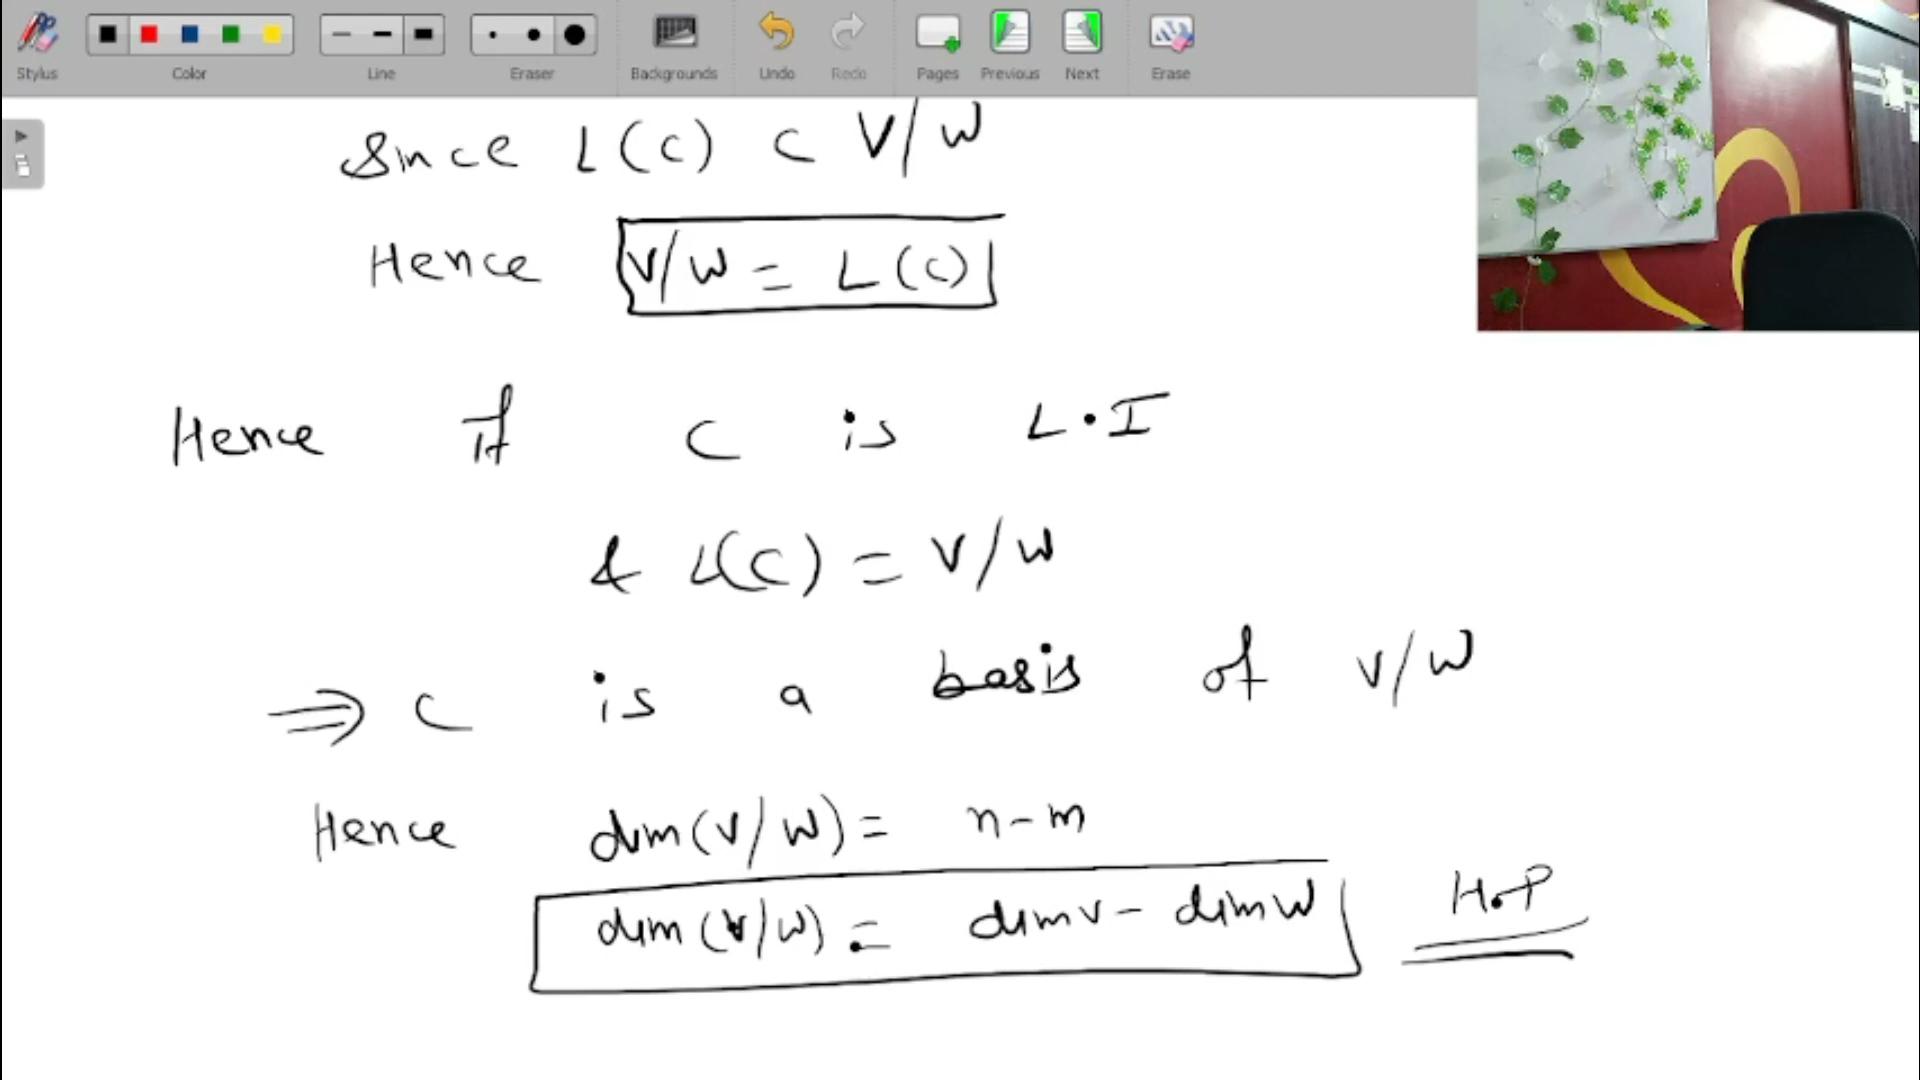 Stylus Color Line Eraser Backgrounds Undo Redo Pages Previous Next Erase
Since L(C) ⊂ V/W
Hence V/W = L(C)
Hence if C is L.I
& L(C) = V/W
⇒ C is a basis of V/W
Hence dim(V/W) = n-m
dim(V/W) = dimV - dimW H.P